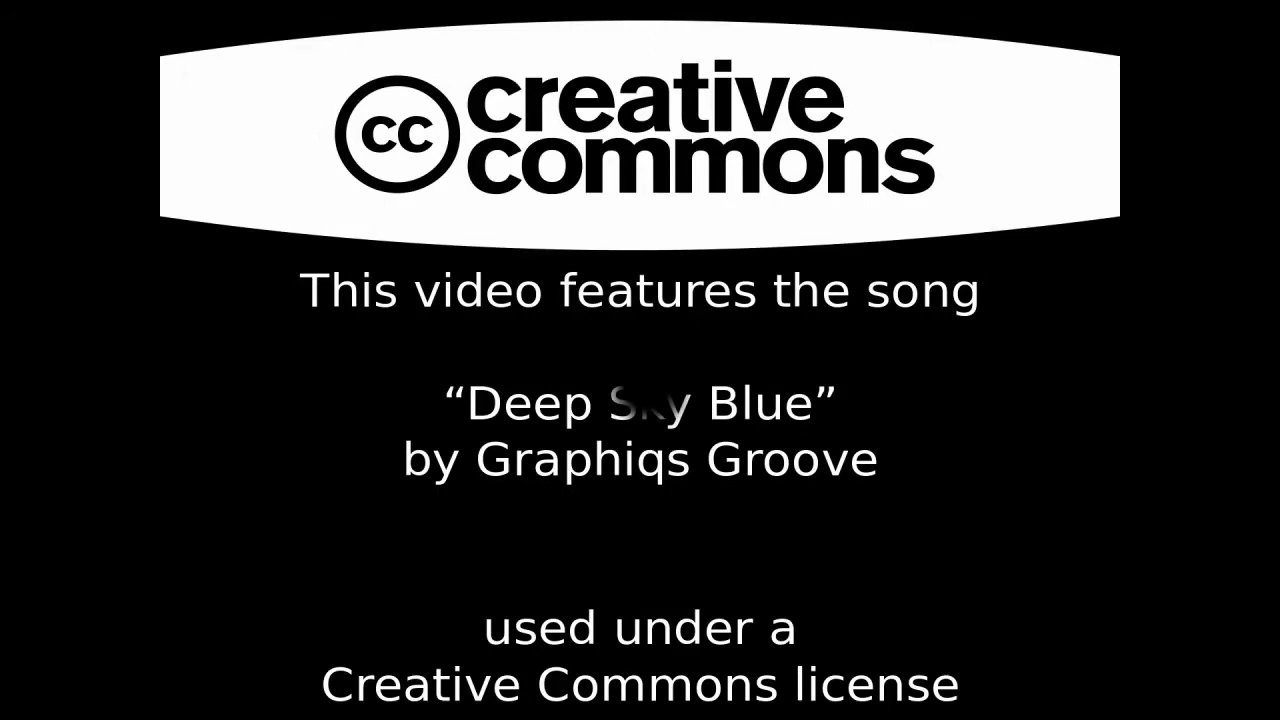 cc creative
commons
This video features the song
“Deep Sky Blue”
by Graphiqs Groove
used under a
Creative Commons license